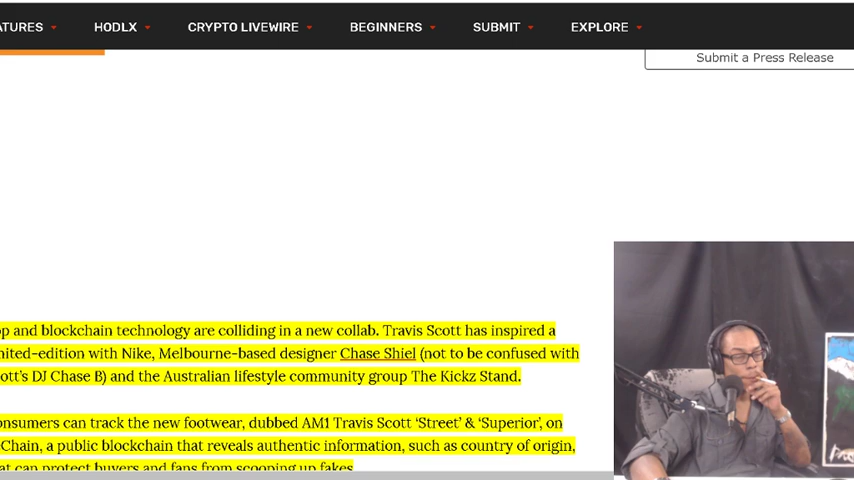 ATURES HODLX CRYPTO LIVEWIRE BEGINNERS SUBMIT EXPLORE
Submit a Press Release
op and blockchain technology are colliding in a new collab. Travis Scott has inspired a
mited-edition with Nike, Melbourne-based designer Chase Shiel (not to be confused with
ott's DJ Chase B) and the Australian lifestyle community group The Kickz Stand.
onsumers can track the new footwear, dubbed AM1 Travis Scott 'Street' & 'Superior', on
eChain, a public blockchain that reveals authentic information, such as country of origin,
at can protect buyers and fans from scooping up fakes